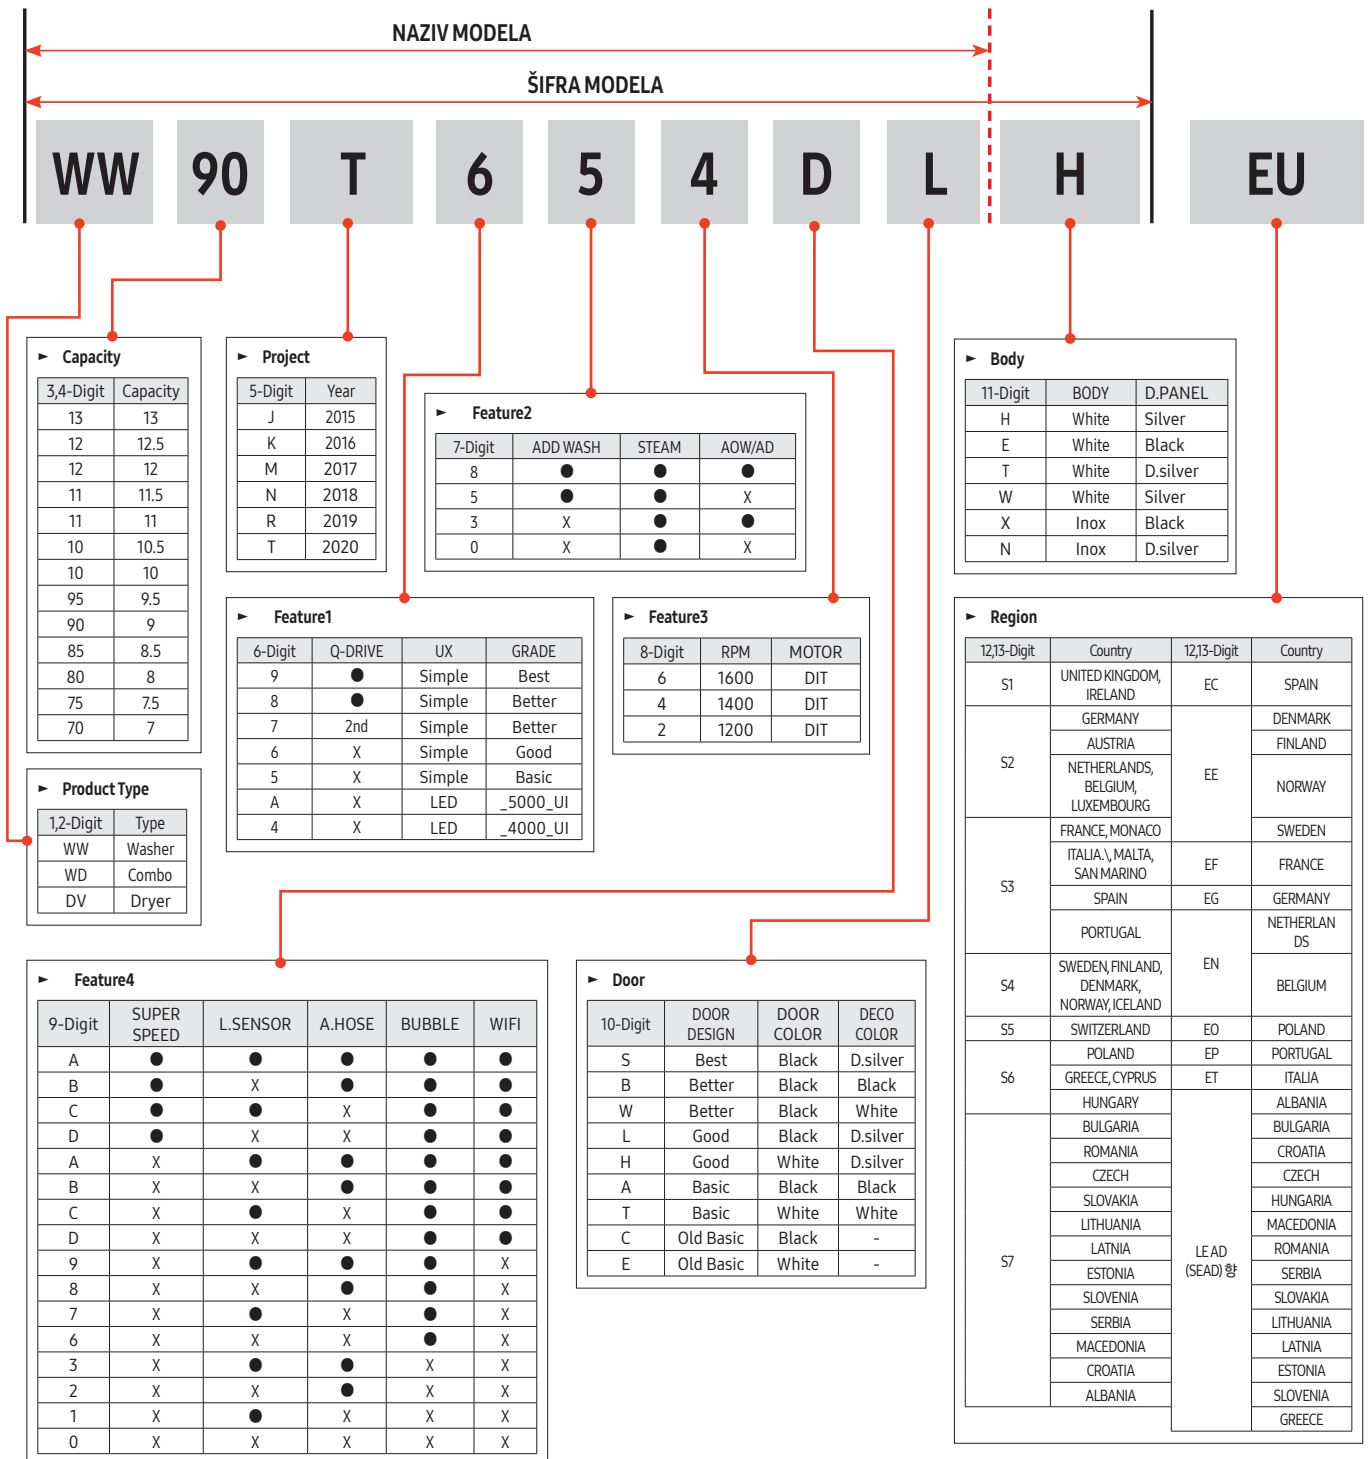 NAZIV MODELA
ŠIFRA MODELA
WW 90 T 6 5 4 D L H EU
► Capacity
3,4-Digit Capacity
13 13
12 12.5
12 12
11 11.5
11 11
10 10.5
10 10
95 9.5
90 9
85 8.5
80 8
75 7.5
70 7
► Product Type
1,2-Digit Type
WW Washer
WD Combo
DV Dryer
► Project
5-Digit Year
J 2015
K 2016
M 2017
N 2018
R 2019
T 2020
► Feature2
7-Digit ADD WASH STEAM AOW/AD
8 ● ● ●
5 ● ● X
3 X ● ●
0 X ● X
► Feature1
6-Digit Q-DRIVE UX GRADE
9 ● Simple Best
8 ● Simple Better
7 2nd Simple Better
6 X Simple Good
5 X Simple Basic
A X LED _5000_UI
4 X LED _4000_UI
► Feature3
8-Digit RPM MOTOR
6 1600 DIT
4 1400 DIT
2 1200 DIT
► Body
11-Digit BODY D.PANEL
H White Silver
E White Black
T White D.silver
W White Silver
X Inox Black
N Inox D.silver
► Region
12,13-Digit Country 12,13-Digit Country
S1
UNITED KINGDOM,
IRELAND
EC SPAIN
S2
GERMANY
AUSTRIA
NETHERLANDS,
BELGIUM,
LUXEMBOURG
EE
DENMARK
FINLAND
NORWAY
SWEDEN
S3
FRANCE, MONACO
ITALIA.\, MALTA,
SAN MARINO
SPAIN
PORTUGAL
EF FRANCE
EG GERMANY
EN
NETHERLAN
DS
BELGIUM
S4
SWEDEN, FINLAND,
DENMARK,
NORWAY, ICELAND
S5 SWITZERLAND EO POLAND
S6
POLAND
GREECE, CYPRUS
HUNGARY
EP PORTUGAL
ET ITALIA
S7
BULGARIA
ROMANIA
CZECH
SLOVAKIA
LITHUANIA
LATNIA
ESTONIA
SLOVENIA
SERBIA
MACEDONIA
CROATIA
ALBANIA
LE AD
(SEAD)향
ALBANIA
BULGARIA
CROATIA
CZECH
HUNGARIA
MACEDONIA
ROMANIA
SERBIA
SLOVAKIA
LITHUANIA
LATNIA
ESTONIA
SLOVENIA
GREECE
► Feature4
9-Digit SUPER
SPEED L.SENSOR A.HOSE BUBBLE WIFI
A ● ● ● ● ●
B ● X ● ● ●
C ● ● X ● ●
D ● X X ● ●
A X ● ● ● ●
B X X ● ● ●
C X ● X ● ●
D X X X ● ●
9 X ● ● ● X
8 X X ● ● X
7 X ● X ● X
6 X X X ● X
3 X ● ● X X
2 X X ● X X
1 X ● X X X
0 X X X X X
► Door
10-Digit DOOR
DESIGN DOOR
COLOR DECO
COLOR
S Best Black D.silver
B Better Black Black
W Better Black White
L Good Black D.silver
H Good White D.silver
A Basic Black Black
T Basic White White
C Old Basic Black -
E Old Basic White -